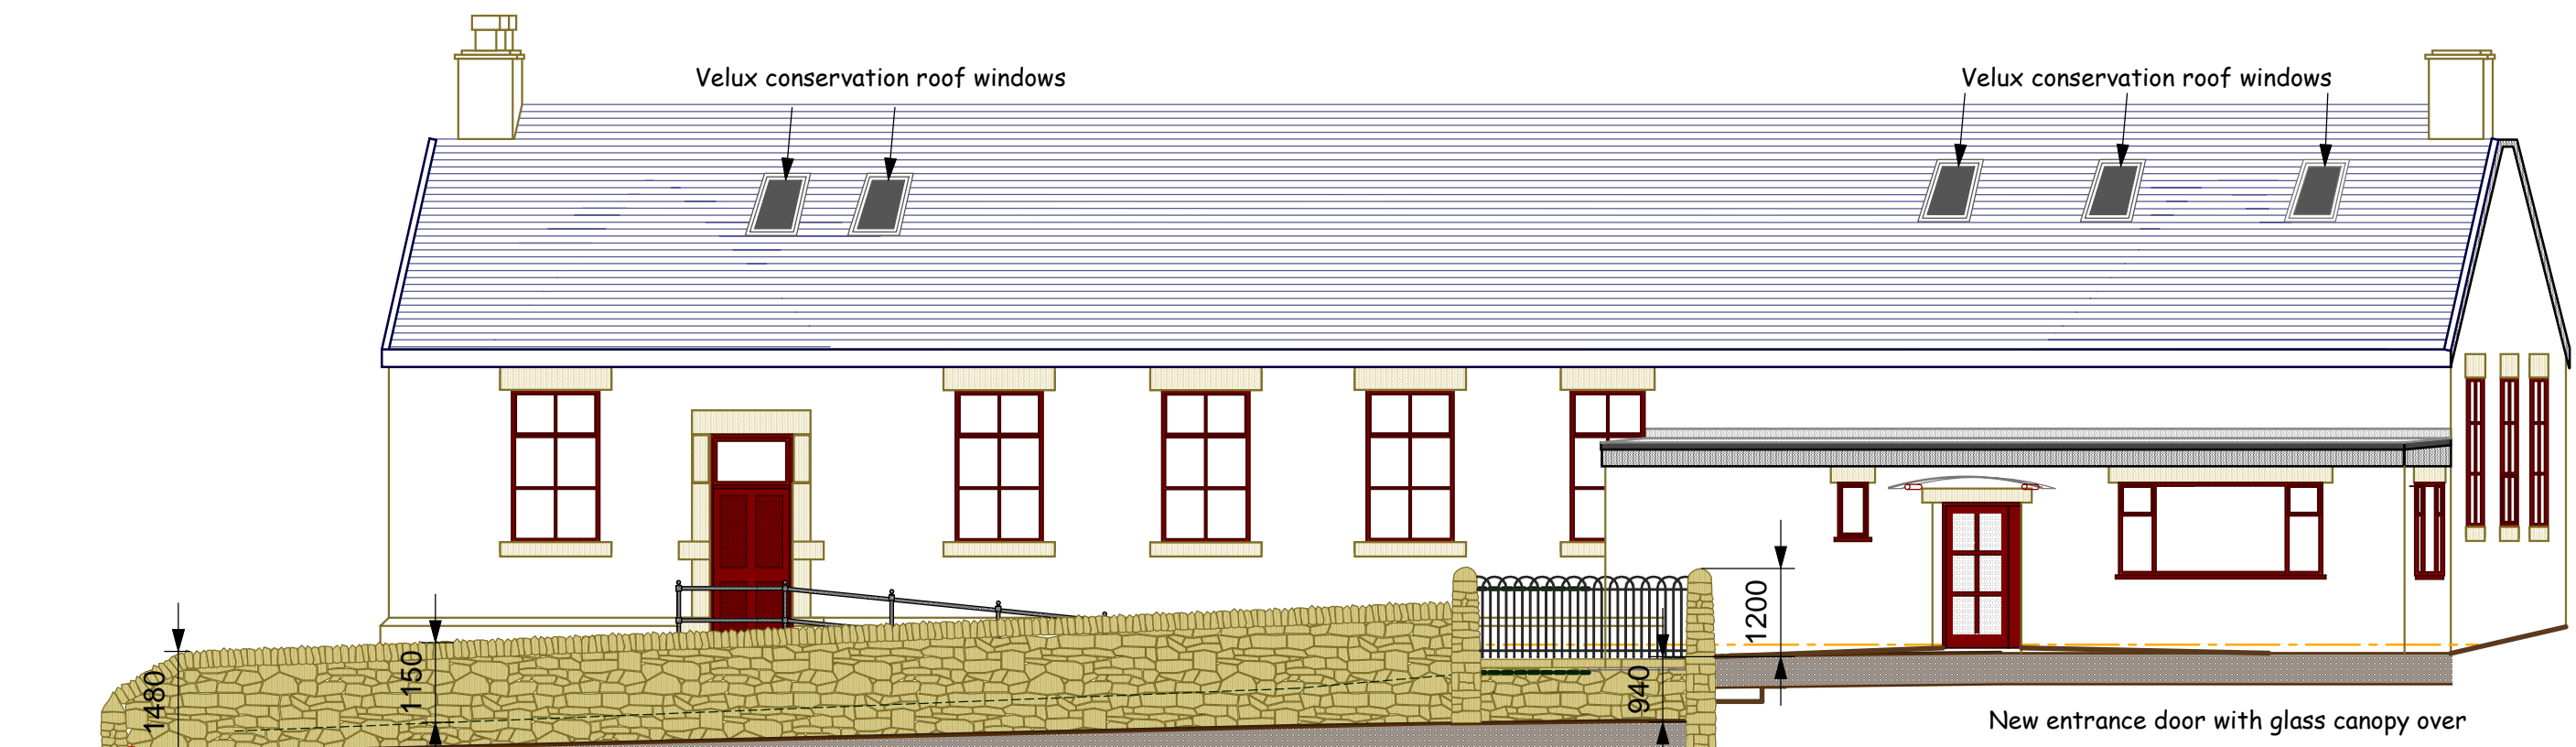 Velux conservation roof windows
Velux conservation roof windows
1200
1150
1480
940
New entrance door with glass canopy over